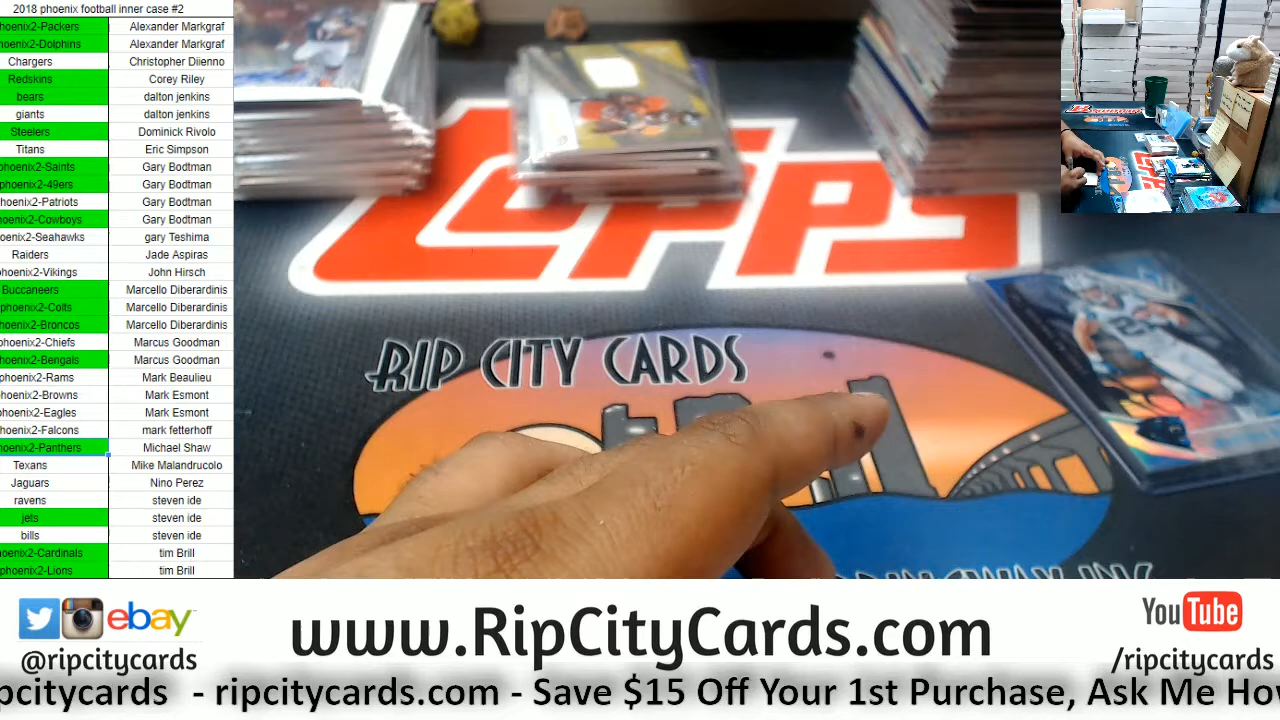 2018 phoenix football inner case #2
hoenix2-Packers Alexander Markgraf
hoenix2-Dolphins Alexander Markgraf
Chargers Christopher Diienno
Redskins Corey Riley
bears dalton jenkins
giants dalton jenkins
Steelers Dominick Rivolo
Titans Eric Simpson
phoenix2-Saints Gary Bodtman
phoenix2-49ers Gary Bodtman
hoenix2-Patriots Gary Bodtman
hoenix2-Cowboys Gary Bodtman
oenix2-Seahawks gary Teshima
Raiders Jade Aspiras
phoenix2-Vikings John Hirsch
Buccaneers Marcello Diberardinis
phoenix2-Colts Marcello Diberardinis
hoenix2-Broncos Marcello Diberardinis
phoenix2-Chiefs Marcus Goodman
hoenix2-Bengals Marcus Goodman
phoenix2-Rams Mark Beaulieu
hoenix2-Browns Mark Esmont
hoenix2-Eagles Mark Esmont
hoenix2-Falcons mark fetterhoff
hoenix2-Panthers Michael Shaw
Texans Mike Malandrucolo
Jaguars Nino Perez
ravens steven ide
jets steven ide
bills steven ide
oenix2-Cardinals tim Brill
phoenix2-Lions tim Brill
RIP CITY CARDS
ebay
@ripcitycards
www.RipCityCards.com
YouTube
/ripcitycards
pcitycards - ripcitycards.com - Save $15 Off Your 1st Purchase, Ask Me How